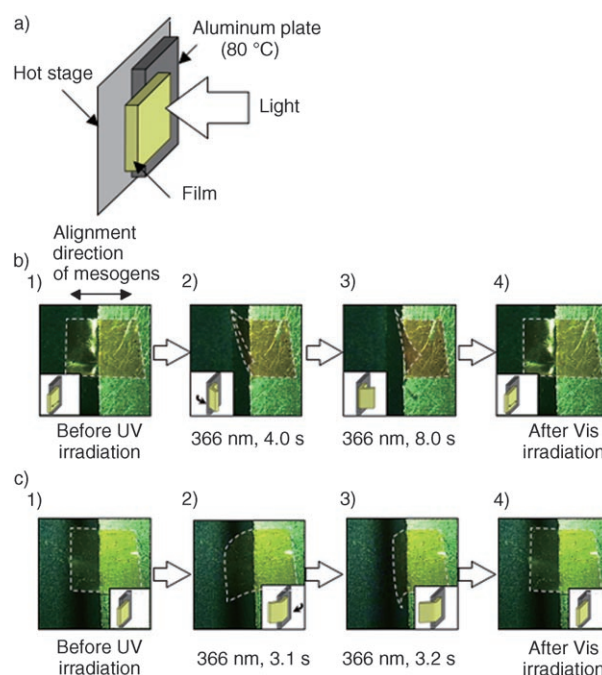 a)
Aluminum plate
(80 °C)
Hot stage
Light
Film
Alignment
direction
of mesogens
b)
1)
2)
3)
4)
Before UV
irradiation
366 nm, 4.0 s
366 nm, 8.0 s
After Vis
irradiation
c)
1)
2)
3)
4)
Before UV
irradiation
366 nm, 3.1 s
366 nm, 3.2 s
After Vis
irradiation